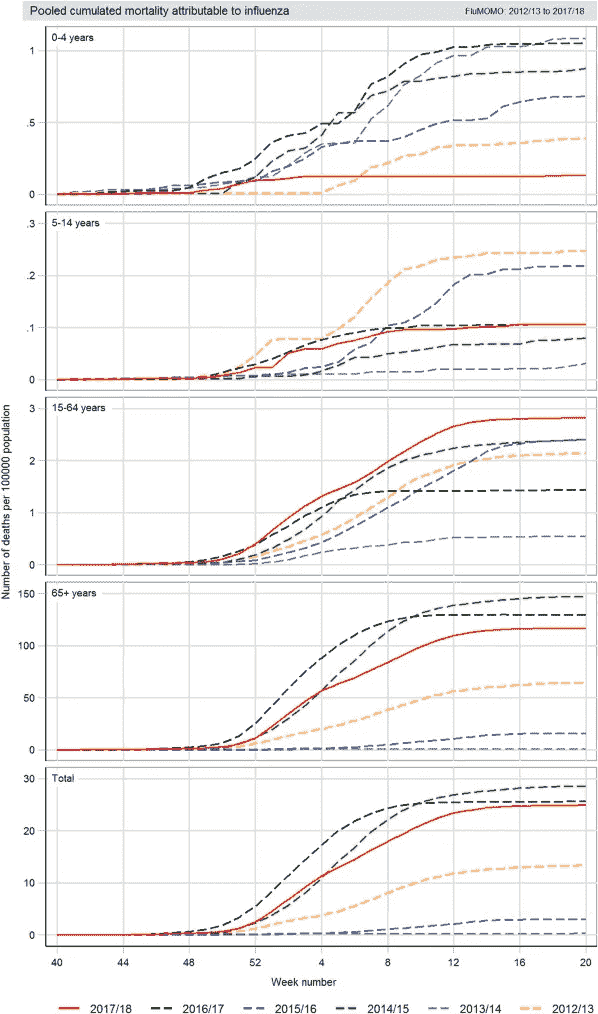 Pooled cumulated mortality attributable to influenza
FluMOMO: 2012/13 to 2017/18
0-4 years
1
.5
0
5-14 years
.3
.2
.1
0
15-64 years
3
2
1
0
65+ years
150
100
50
0
Total
30
20
10
0
Number of deaths per 100000 population
40 44 48 52 4 8 12 16 20
Week number
2017/18 2016/17 2015/16 2014/15 2013/14 2012/13